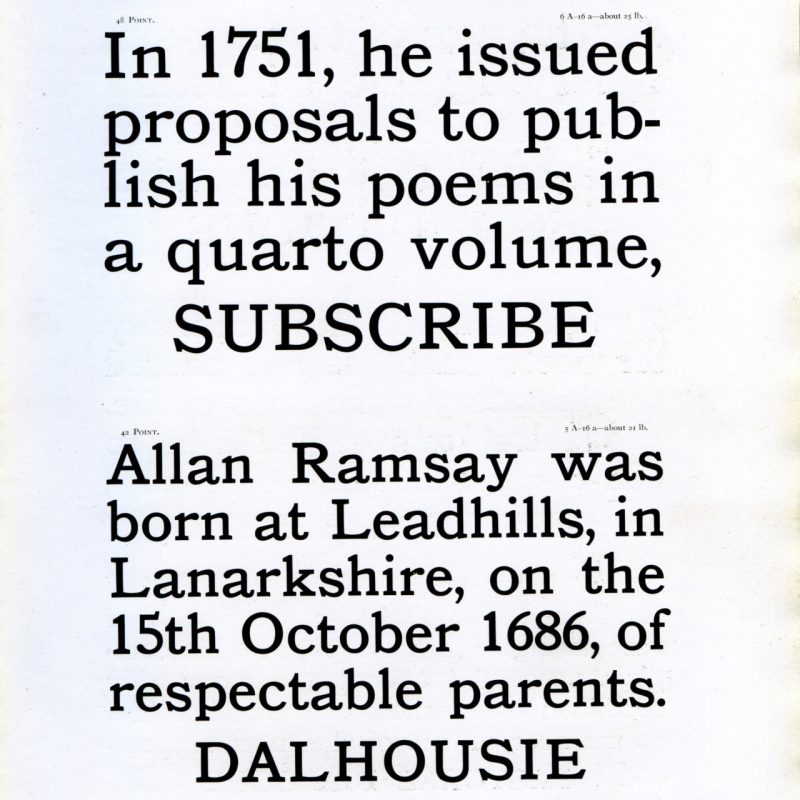 48 Point. 6 A–16 a—about 25 lb.
In 1751, he issued
proposals to pub-
lish his poems in
a quarto volume,
SUBSCRIBE
42 Point. 5 A–16 a—about 21 lb.
Allan Ramsay was
born at Leadhills, in
Lanarkshire, on the
15th October 1686, of
respectable parents.
DALHOUSIE